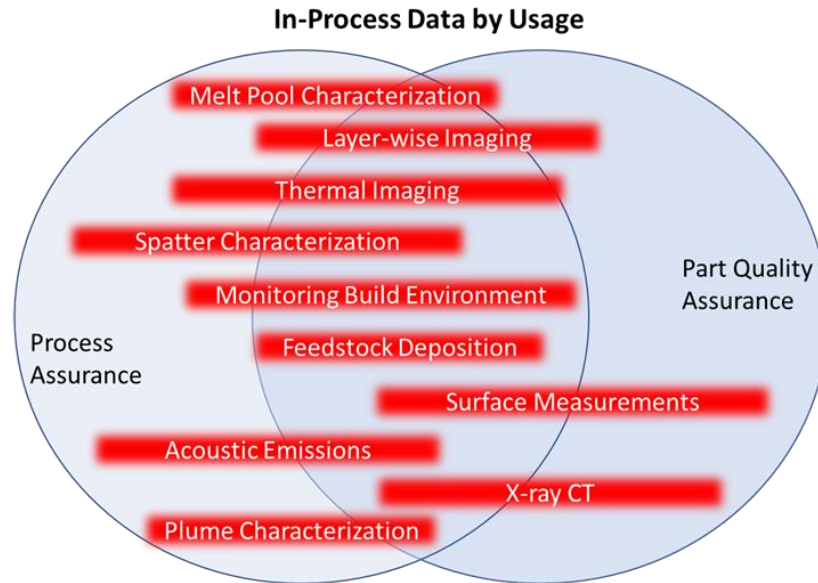 In-Process Data by Usage
Melt Pool Characterization
Layer-wise Imaging
Thermal Imaging
Spatter Characterization
Monitoring Build Environment
Part Quality
Assurance
Process
Assurance
Feedstock Deposition
Surface Measurements
Acoustic Emissions
X-ray CT
Plume Characterization